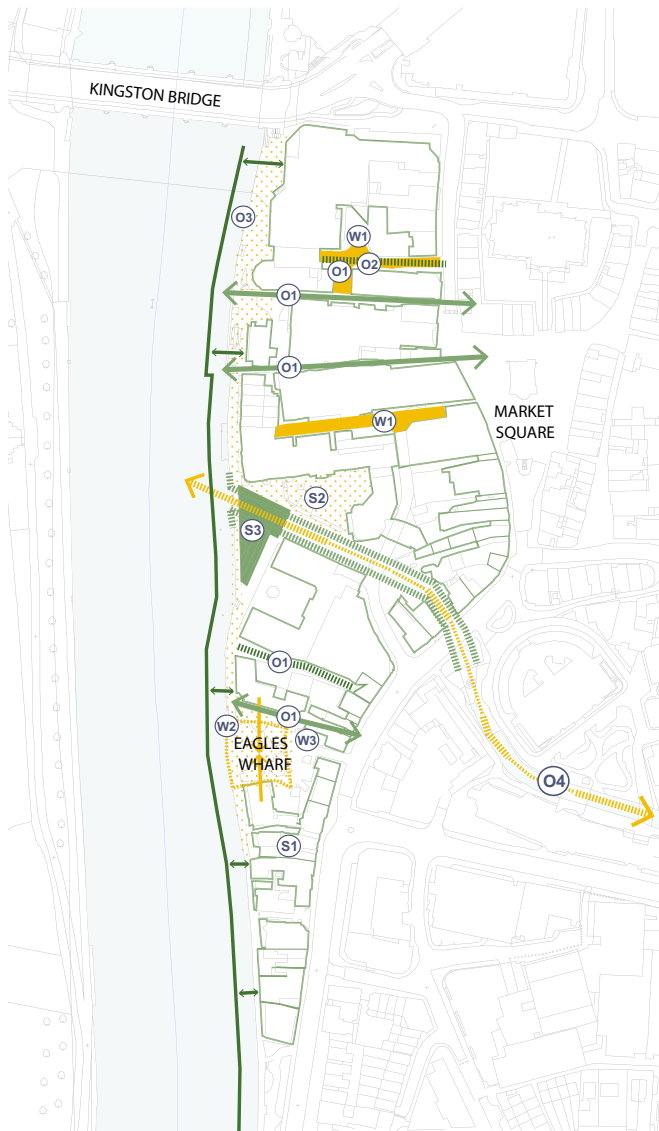 KINGSTON BRIDGE
O3
W1
O2
O1
O1
O1
MARKET
SQUARE
W1
S2
S3
O1
O1
W2
W3
EAGLES
WHARF
O4
S1